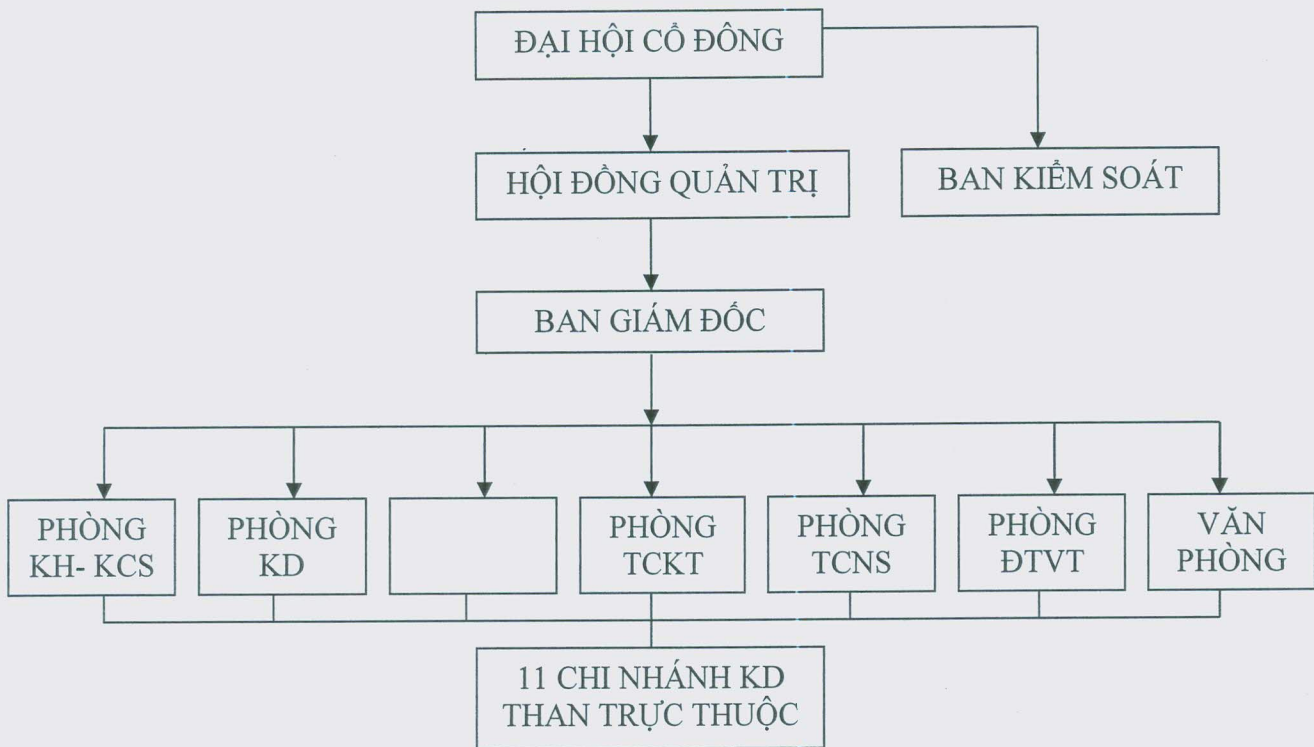 ĐẠI HỘI CỔ ĐÔNG
HỘI ĐỒNG QUẢN TRỊ
BAN KIỂM SOÁT
BAN GIÁM ĐỐC
PHÒNG
KH- KCS
PHÒNG
KD
PHÒNG
TCKT
PHÒNG
TCNS
PHÒNG
ĐTVT
VĂN
PHÒNG
11 CHI NHÁNH KD
THAN TRỰC THUỘC